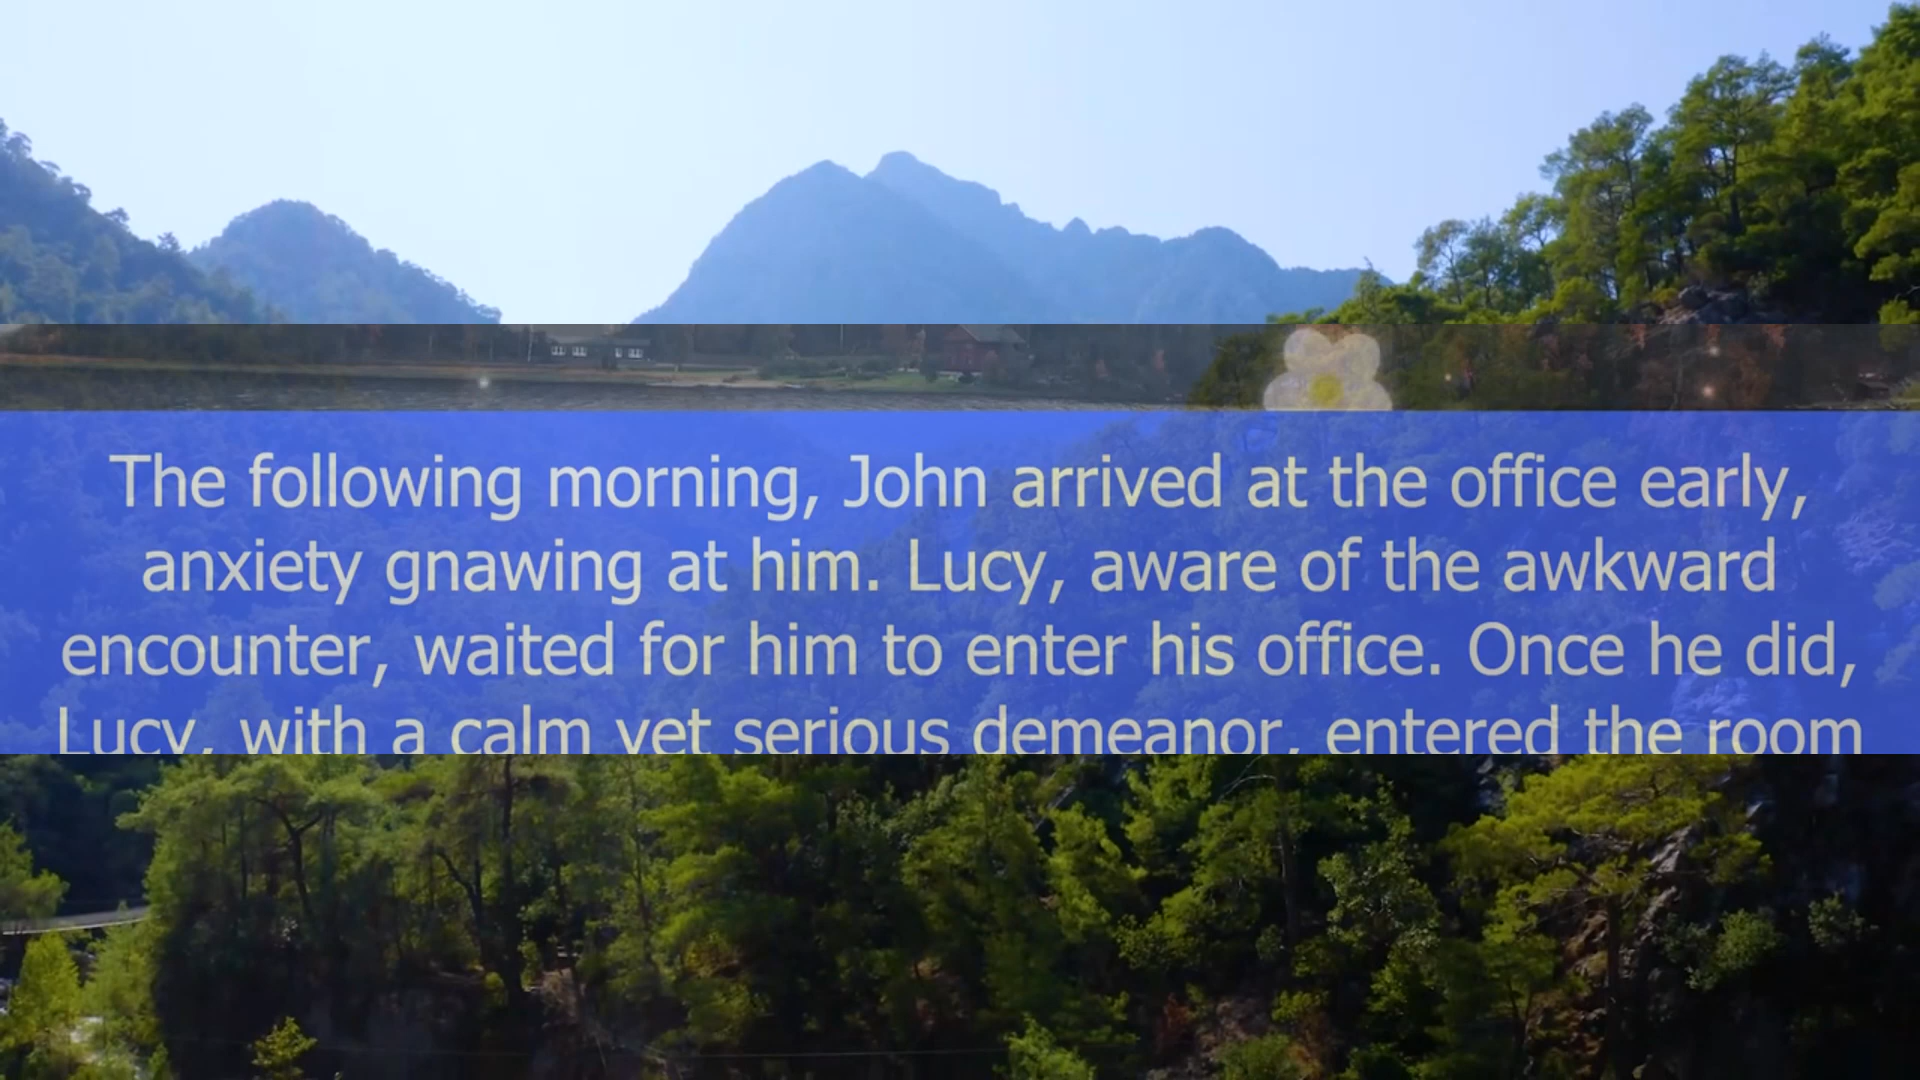 The following morning, John arrived at the office early,
anxiety gnawing at him. Lucy, aware of the awkward
encounter, waited for him to enter his office. Once he did,
Lucy, with a calm yet serious demeanor, entered the room